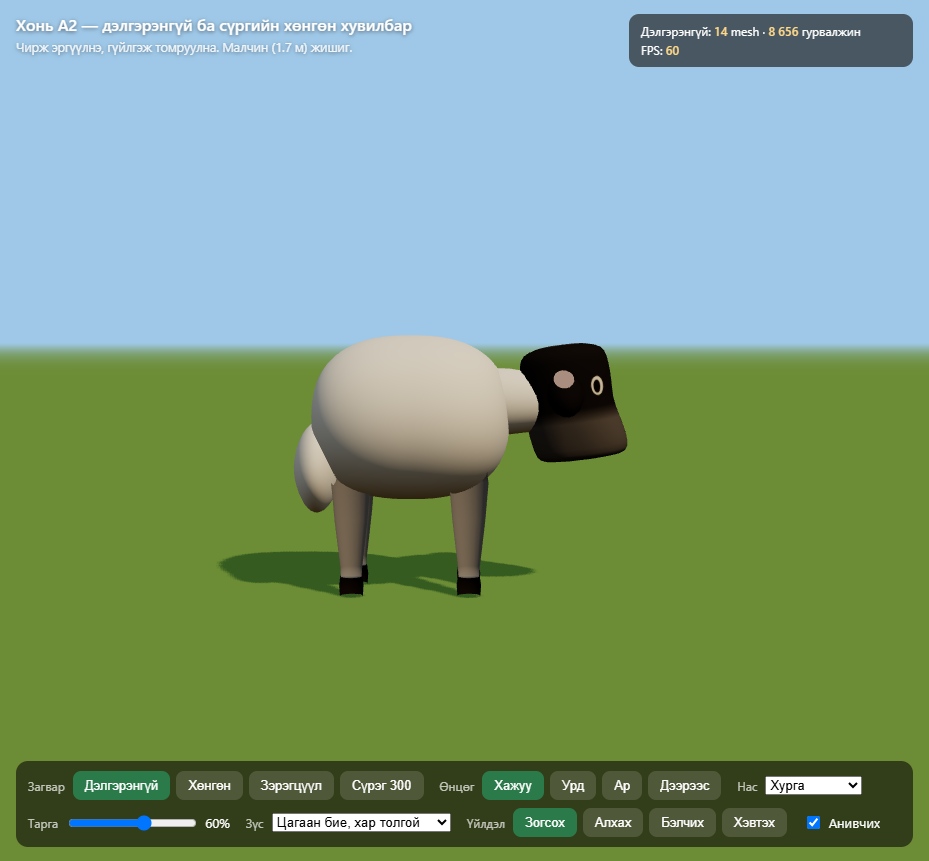 Хонь A2 — дэлгэрэнгүй ба сүргийн хөнгөн хувилбар
Чирж эргүүлнэ, гүйлгэж томруулна. Малчин (1.7 м) жишиг.
Дэлгэрэнгүй: 14 mesh · 8 656 гурвалжин
FPS: 60
Загвар Дэлгэрэнгүй Хөнгөн Зэрэгцүүл Сүрэг 300 Өнцөг Хажуу Урд Ар Дээрээс Нас Хурга
Тарга 60% Зүс Цагаан бие, хар толгой Үйлдэл Зогсох Алхах Бэлчих Хэвтэх Анивчих